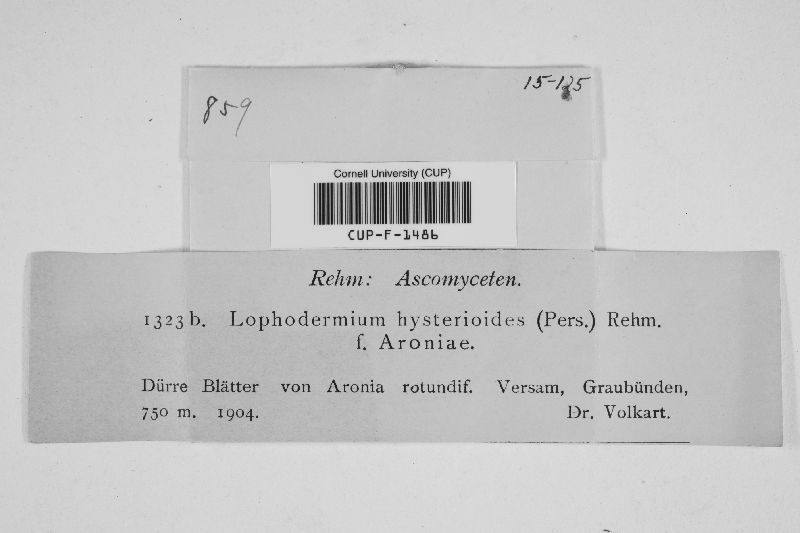 859
15-125
Cornell University (CUP)
CUP-F-1486
Rehm: Ascomyceten.
1323 b. Lophodermium hysterioides (Pers.) Rehm.
f. Aroniae.
Dürre Blätter von Aronia rotundif. Versam, Graubünden,
750 m. 1904. Dr. Volkart.